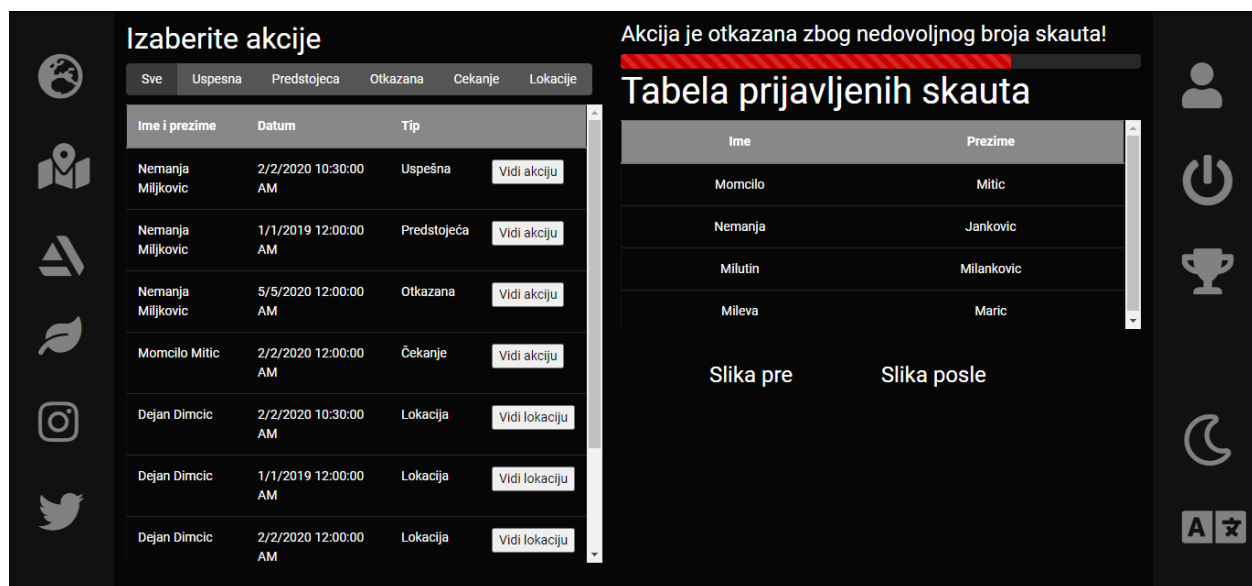 Izaberite akcije
Sve Uspesna Predstojeca Otkazana Cekanje Lokacije
Ime i prezime Datum Tip
Nemanja Miljkovic 2/2/2020 10:30:00 AM Uspešna Vidi akciju
Nemanja Miljkovic 1/1/2019 12:00:00 AM Predstojeća Vidi akciju
Nemanja Miljkovic 5/5/2020 12:00:00 AM Otkazana Vidi akciju
Momcilo Mitic 2/2/2020 12:00:00 AM Čekanje Vidi akciju
Dejan Dimcic 2/2/2020 10:30:00 AM Lokacija Vidi lokaciju
Dejan Dimcic 1/1/2019 12:00:00 AM Lokacija Vidi lokaciju
Dejan Dimcic 2/2/2020 12:00:00 AM Lokacija Vidi lokaciju
Akcija je otkazana zbog nedovoljnog broja skauta!
Tabela prijavljenih skauta
Ime Prezime
Momcilo Mitic
Nemanja Jankovic
Milutin Milankovic
Mileva Maric
Slika pre Slika posle
A 文